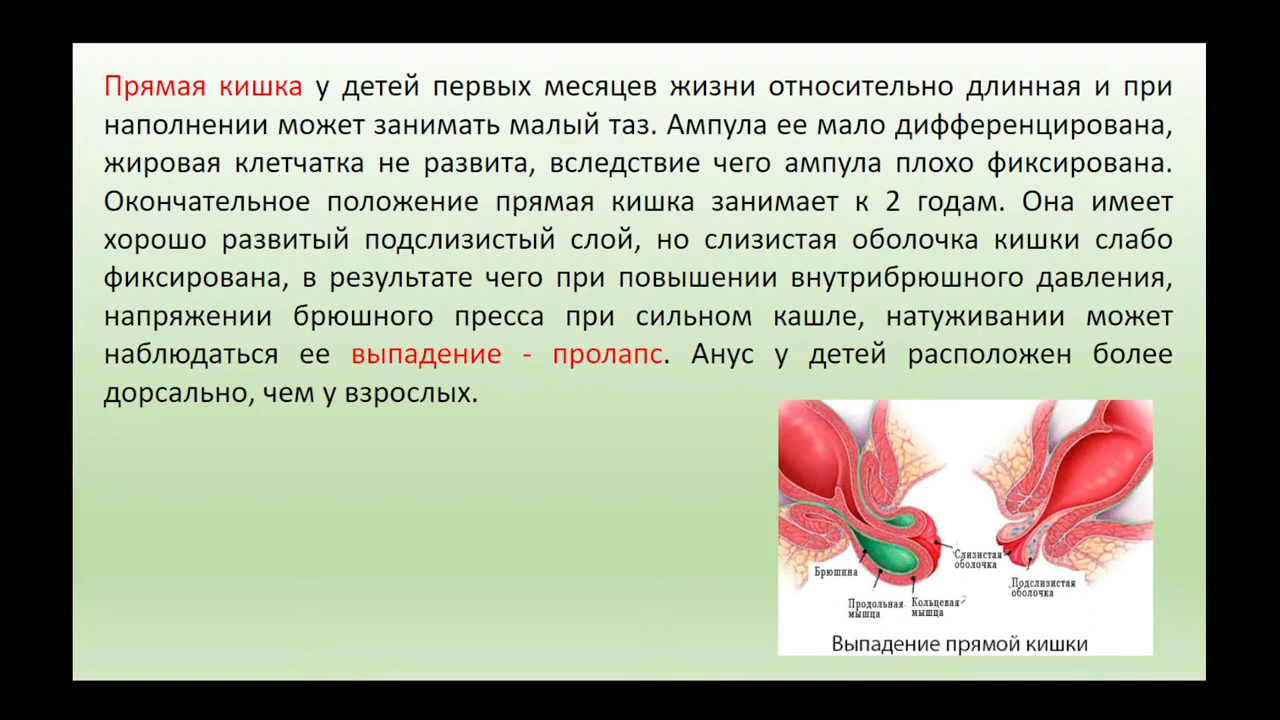 Прямая кишка у детей первых месяцев жизни относительно длинная и при
наполнении может занимать малый таз. Ампула ее мало дифференцирована,
жировая клетчатка не развита, вследствие чего ампула плохо фиксирована.
Окончательное положение прямая кишка занимает к 2 годам. Она имеет
хорошо развитый подслизистый слой, но слизистая оболочка кишки слабо
фиксирована, в результате чего при повышении внутрибрюшного давления,
напряжении брюшного пресса при сильном кашле, натуживании может
наблюдаться ее выпадение - пролапс. Анус у детей расположен более
дорсально, чем у взрослых.
Слизистая
оболочка
Брюшина
Подслизистая
оболочка
Продольная
мышца
Кольцевая
мышца
Выпадение прямой кишки